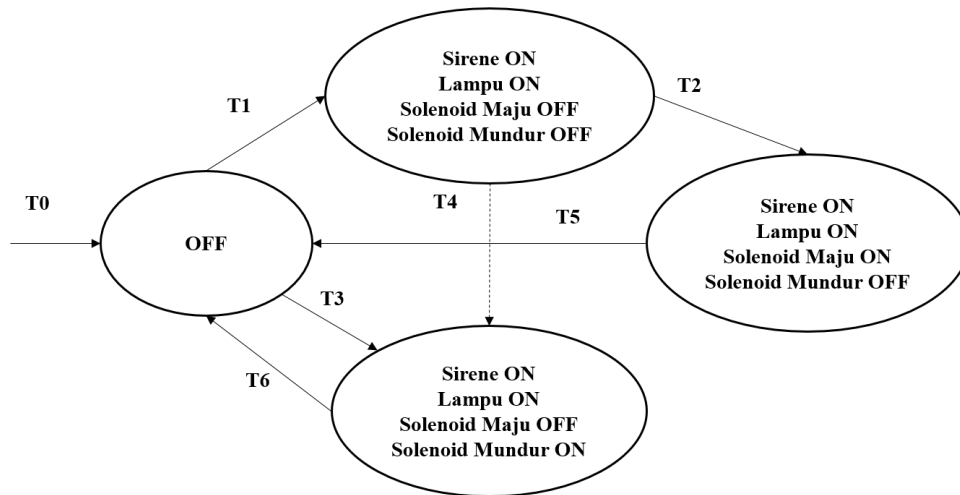 Sirene ON
Lampu ON
Solenoid Maju OFF
Solenoid Mundur OFF
T1
T2
T0
OFF
T4
T5
Sirene ON
Lampu ON
Solenoid Maju ON
Solenoid Mundur OFF
T3
T6
Sirene ON
Lampu ON
Solenoid Maju OFF
Solenoid Mundur ON